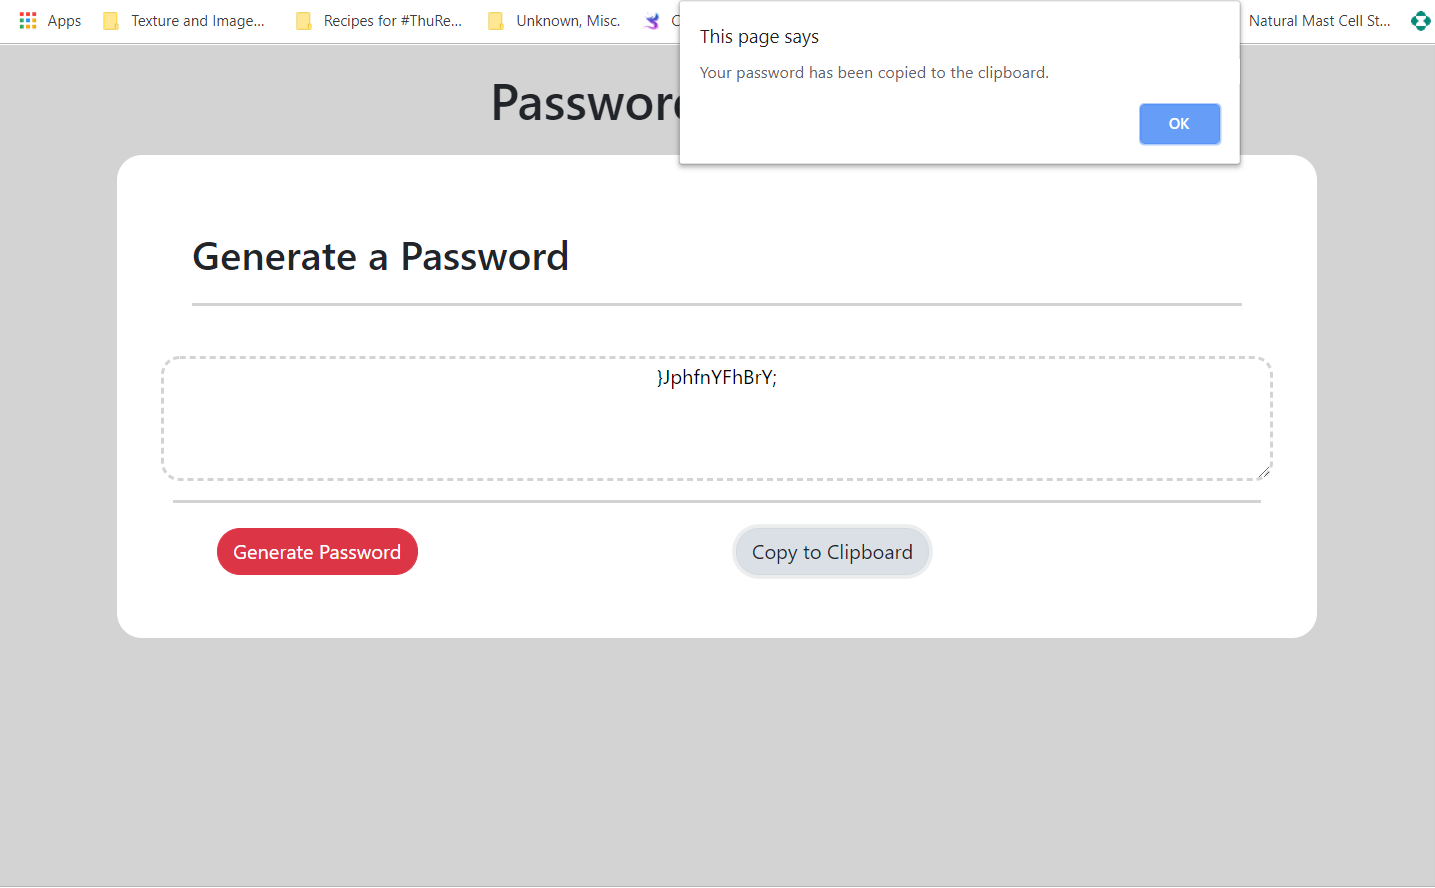 Apps Texture and Image... Recipes for #ThuRe... Unknown, Misc. Natural Mast Cell St...
This page says
Your password has been copied to the clipboard.
OK
Password
Generate a Password
}JphfnYFhBrY;
Generate Password Copy to Clipboard